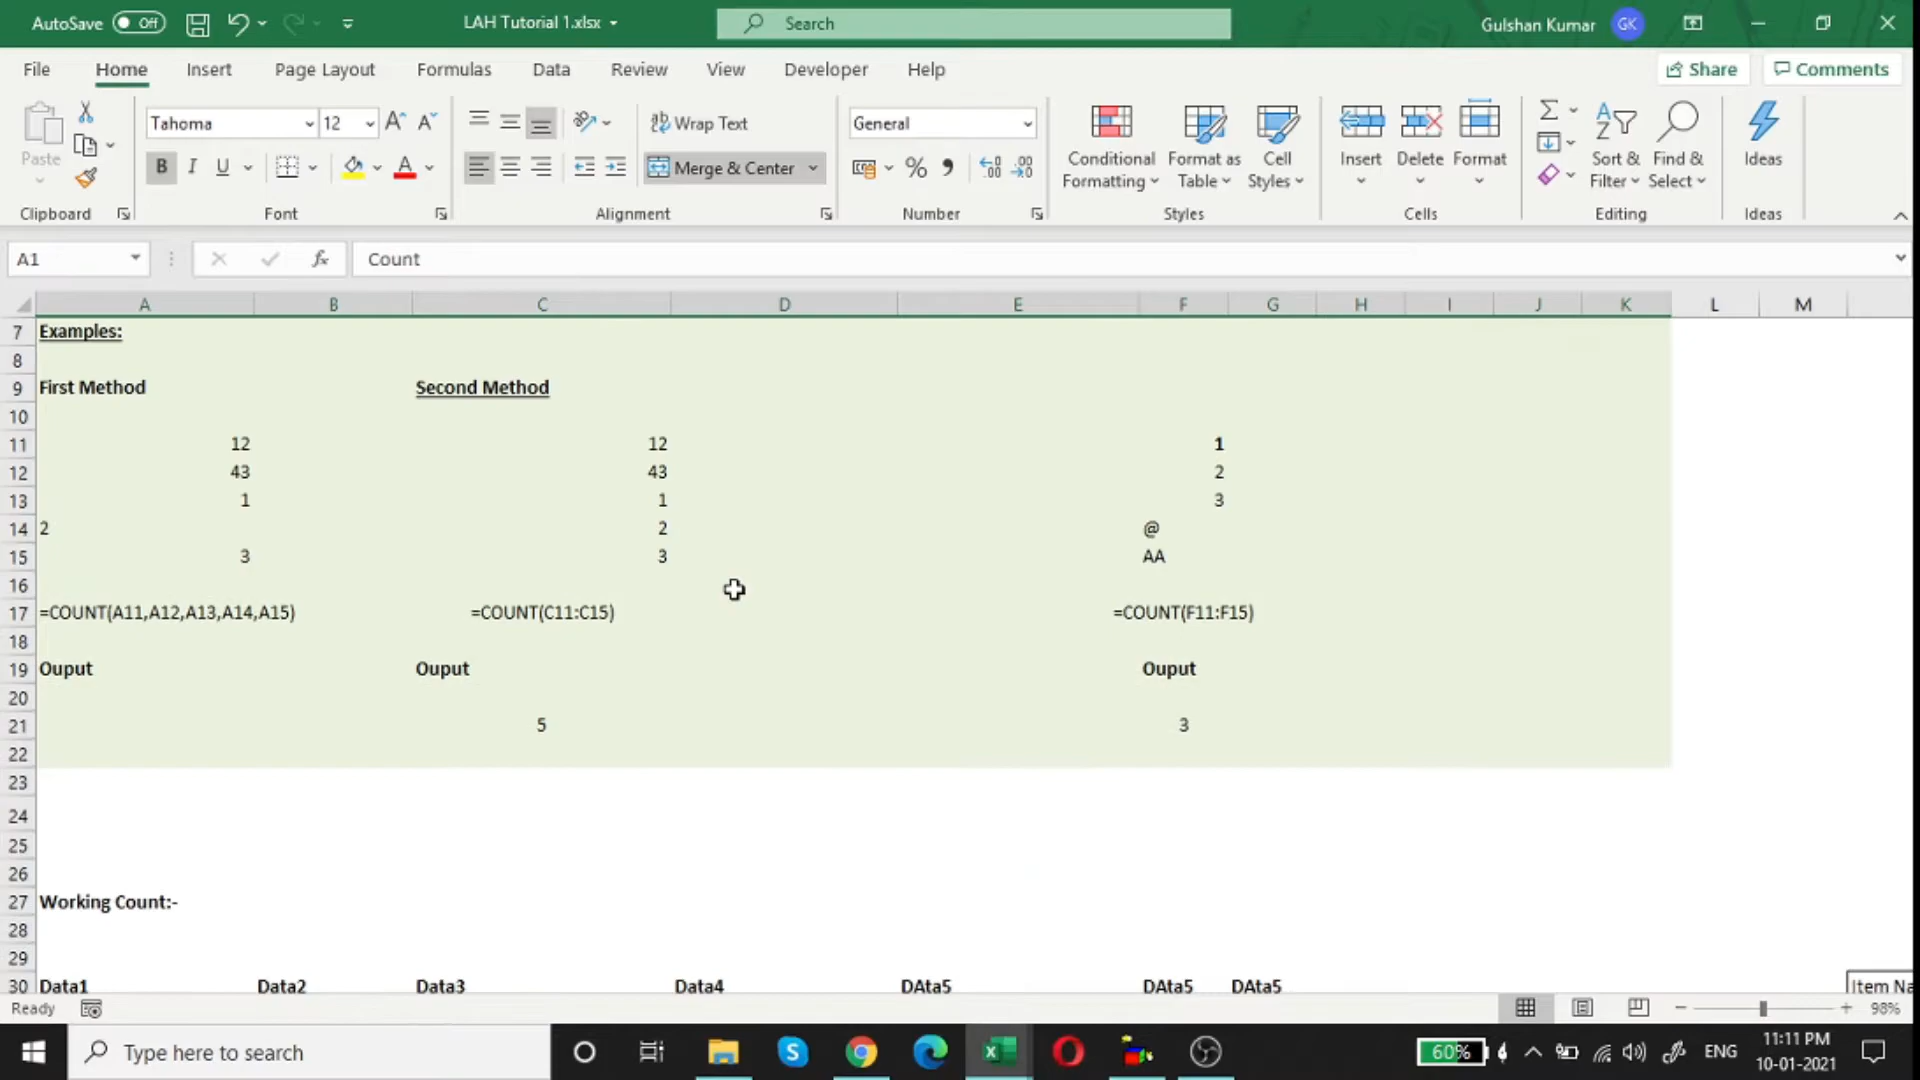 AutoSave Off LAH Tutorial 1.xlsx Search Gulshan Kumar GK
File Home Insert Page Layout Formulas Data Review View Developer Help Share Comments
Paste Tahoma 12 Wrap Text General Conditional Formatting Format as Table Cell Styles Insert Delete Format Sort & Filter Find & Select Ideas
B I U A Merge & Center % 
Clipboard Font Alignment Number Styles Cells Editing Ideas
A1 fx Count
A B C D E F G H I J K L M
7 Examples:
8
9 First Method Second Method
10
11 12 12 1
12 43 43 2
13 1 1 3
14 2 2 @
15 3 3 AA
16
17 =COUNT(A11,A12,A13,A14,A15) =COUNT(C11:C15) =COUNT(F11:F15)
18
19 Ouput Ouput Ouput
20
21 5 3
22
23
24
25
26
27 Working Count:-
28
29
30 Data1 Data2 Data3 Data4 DAta5 DAta5 DAta5 Item Na
Ready 98%
Type here to search 60% ENG 11:11 PM
10-01-2021